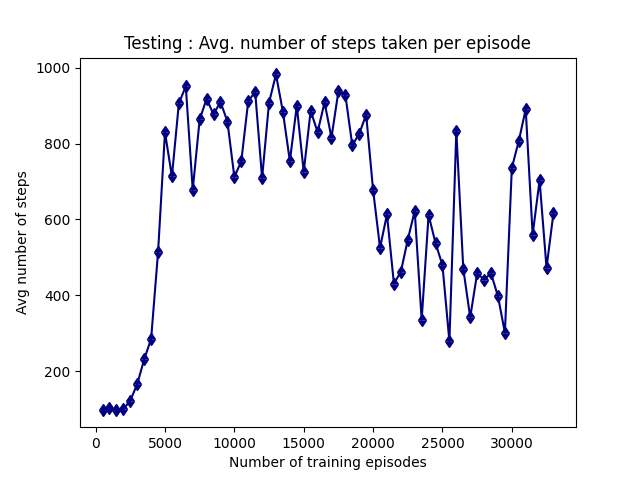 Testing : Avg. number of steps taken per episode
1000
800
600
400
200
Avg number of steps
0 5000 10000 15000 20000 25000 30000
Number of training episodes